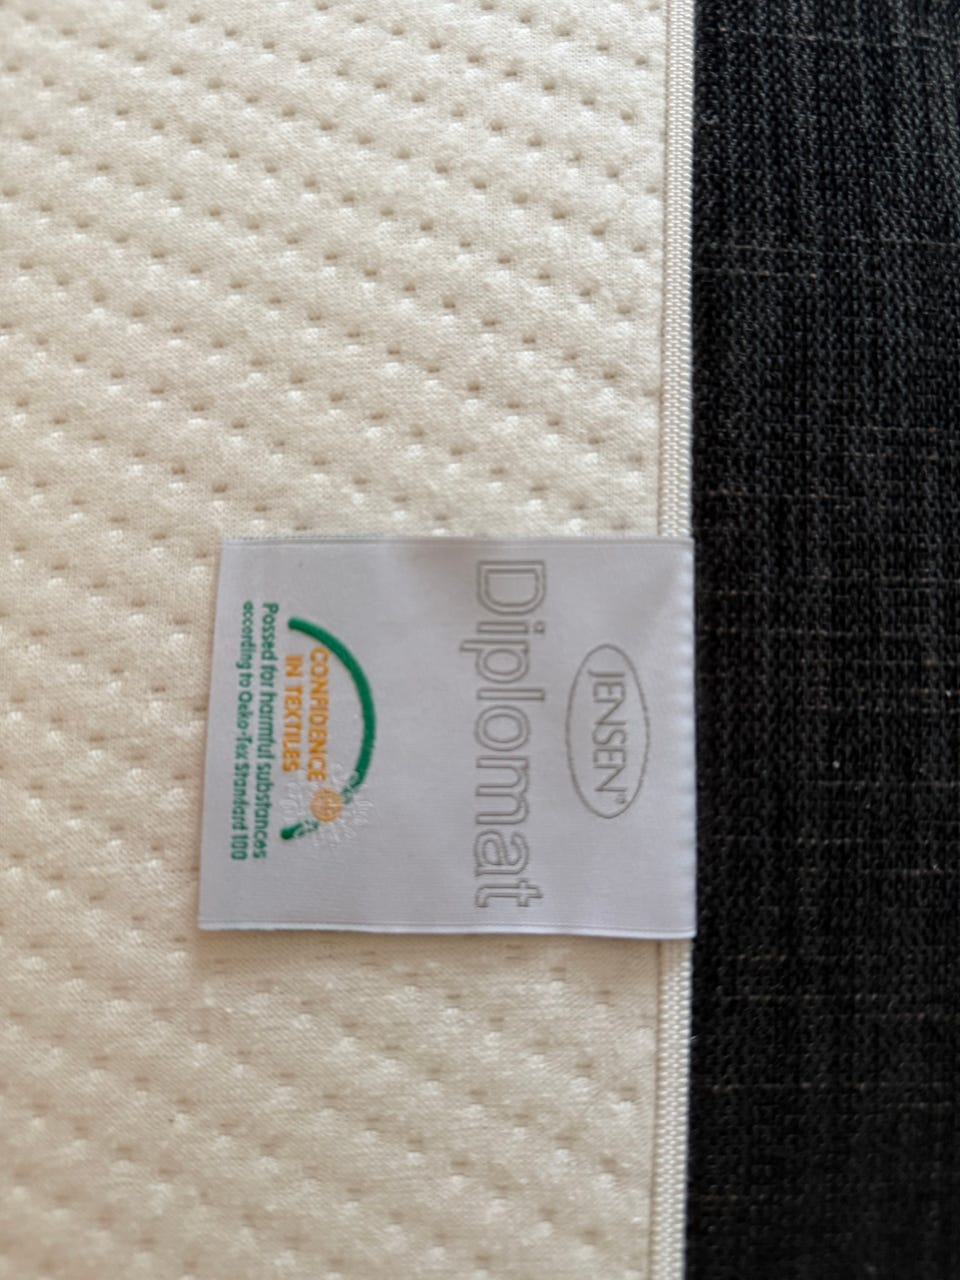 JENSEN®
Diplomat
CONFIDENCE
IN TEXTILES
Passed for harmful substances
according to Oeko-Tex Standard 100